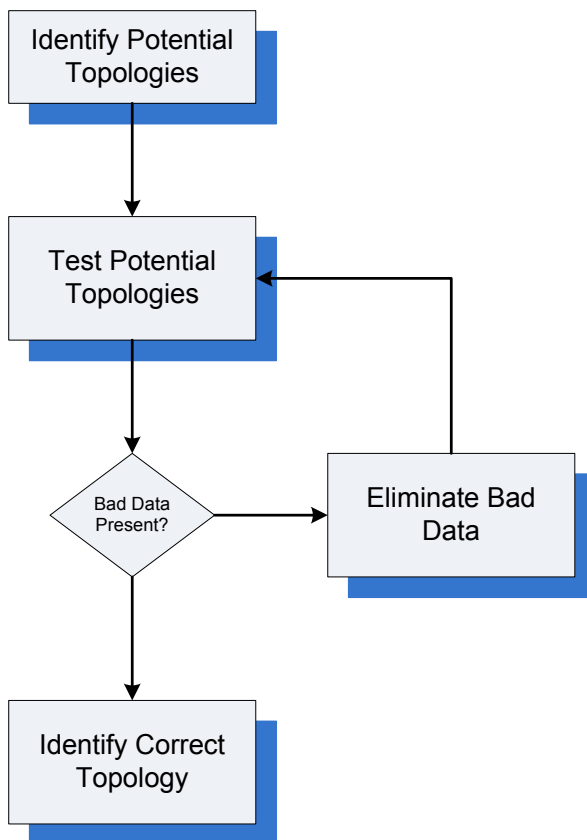 Identify Potential
Topologies
Test Potential
Topologies
Bad Data
Present?
Eliminate Bad
Data
Identify Correct
Topology